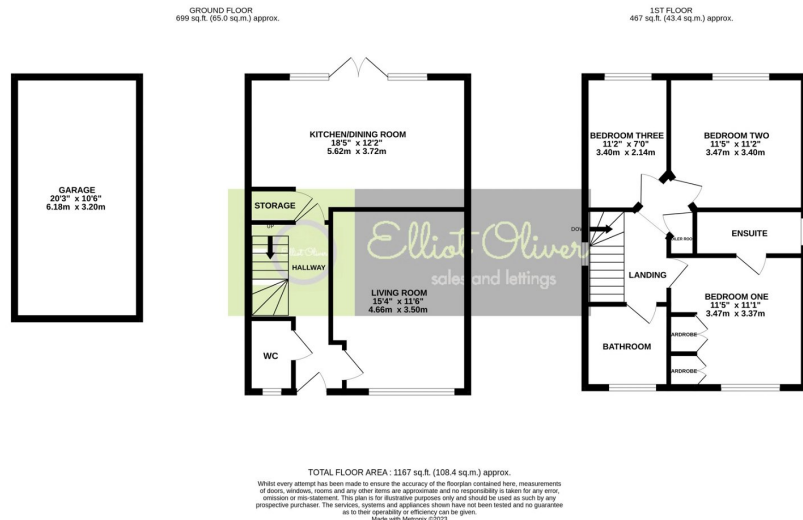 GROUND FLOOR
699 sq.ft. (65.0 sq.m.) approx.
1ST FLOOR
467 sq.ft. (43.4 sq.m.) approx.
GARAGE
20'3" x 10'6"
6.18m x 3.20m
KITCHEN/DINING ROOM
18'5" x 12'2"
5.62m x 3.72m
STORAGE
UP
HALLWAY
LIVING ROOM
15'4" x 11'6"
4.66m x 3.50m
WC
Elliot Oliver
sales and lettings
BEDROOM THREE
11'2" x 7'0"
3.40m x 2.14m
BEDROOM TWO
11'5" x 11'2"
3.47m x 3.40m
ENSUITE
LANDING
BEDROOM ONE
11'5" x 11'1"
3.47m x 3.37m
ARDROBE
ARDROBE
BATHROOM
TOTAL FLOOR AREA : 1167 sq.ft. (108.4 sq.m.) approx.
Whilst every attempt has been made to ensure the accuracy of the floorplan contained here, measurements
of doors, windows, rooms and any other items are approximate and no responsibility is taken for any error,
omission or mis-statement. This plan is for illustrative purposes only and should be used as such by any
prospective purchaser. The services, systems and appliances shown have not been tested and no guarantee
as to their operability or efficiency can be given.
Made with Metropix ©2023